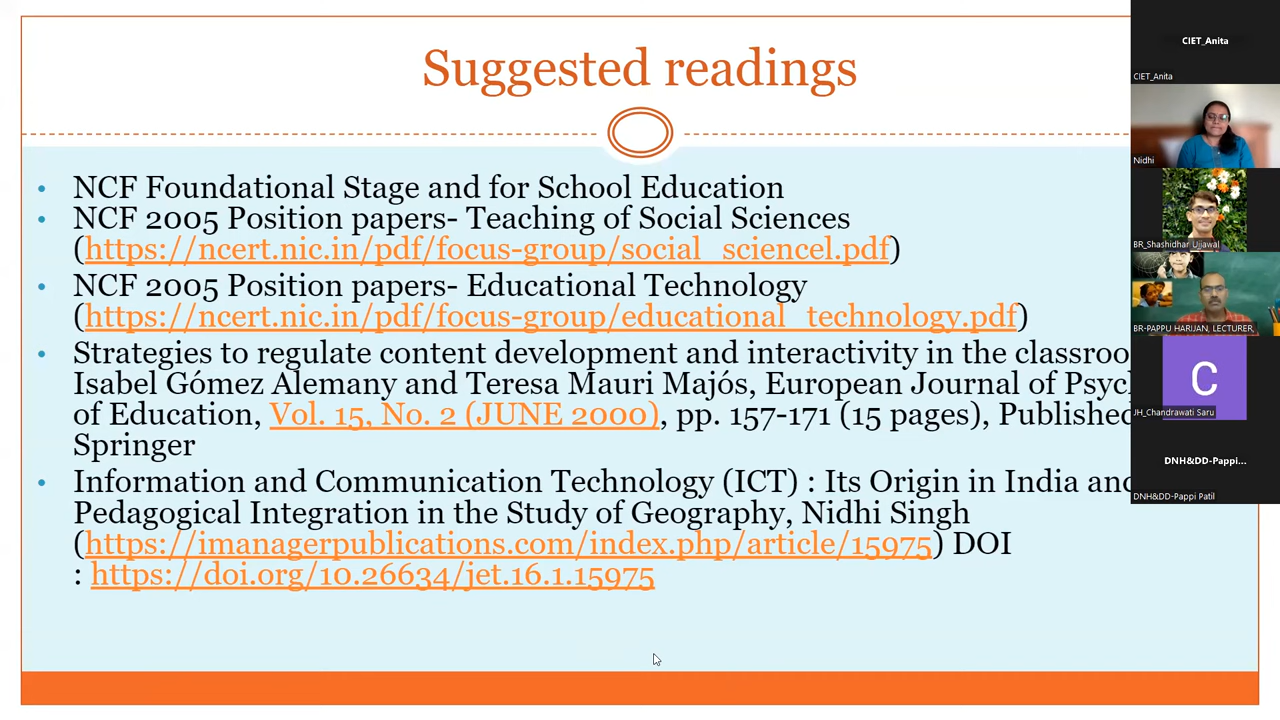 Suggested readings
• NCF Foundational Stage and for School Education
• NCF 2005 Position papers- Teaching of Social Sciences
(https://ncert.nic.in/pdf/focus-group/social_sciencel.pdf)
• NCF 2005 Position papers- Educational Technology
(https://ncert.nic.in/pdf/focus-group/educational_technology.pdf)
• Strategies to regulate content development and interactivity in the classroo
Isabel Gómez Alemany and Teresa Mauri Majós, European Journal of Psyc
of Education, Vol. 15, No. 2 (JUNE 2000), pp. 157-171 (15 pages), Published
Springer
• Information and Communication Technology (ICT) : Its Origin in India and
Pedagogical Integration in the Study of Geography, Nidhi Singh
(https://imanagerpublications.com/index.php/article/15975) DOI
: https://doi.org/10.26634/jet.16.1.15975
CIET_Anita
CIET_Anita
Nidhi
BR_Shashidhar Ujjawal
BR-PAPPU HARIJAN, LECTURER,
C
JH_Chandrawati Saru
DNH&DD-Pappi...
DNH&DD-Pappi Patil